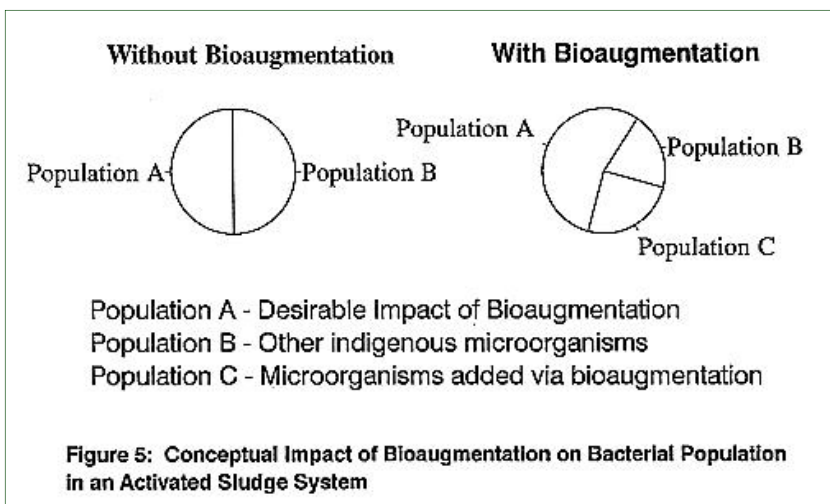 Without Bioaugmentation
With Bioaugmentation
Population A
Population B
Population A
Population B
Population C
Population A - Desirable Impact of Bioaugmentation
Population B - Other indigenous microorganisms
Population C - Microorganisms added via bioaugmentation
Figure 5: Conceptual Impact of Bioaugmentation on Bacterial Population
in an Activated Sludge System